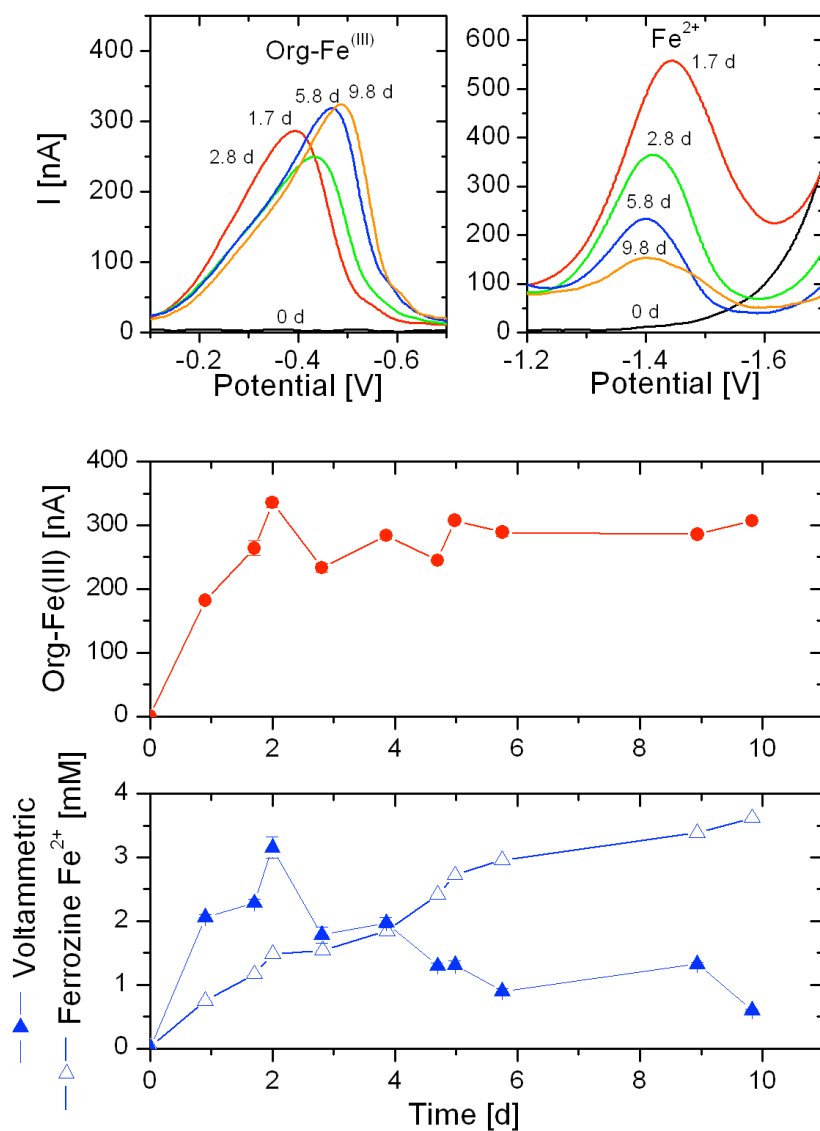 Org-Fe(III)
Fe2+
1.7 d
5.8 d
9.8 d
2.8 d
0 d
1.7 d
2.8 d
5.8 d
9.8 d
0 d
I [nA]
450
400
300
200
100
0
-0.2 -0.4 -0.6
Potential [V]
600
500
400
350
300
200
100
0
-1.2 -1.4 -1.6
Potential [V]
Org-Fe(III) [nA]
400
300
200
100
0
0 2 4 6 8 10
Voltammetric
Ferrozine Fe2+ [mM]
4
3
2
1
0
0 2 4 6 8 10
Time [d]